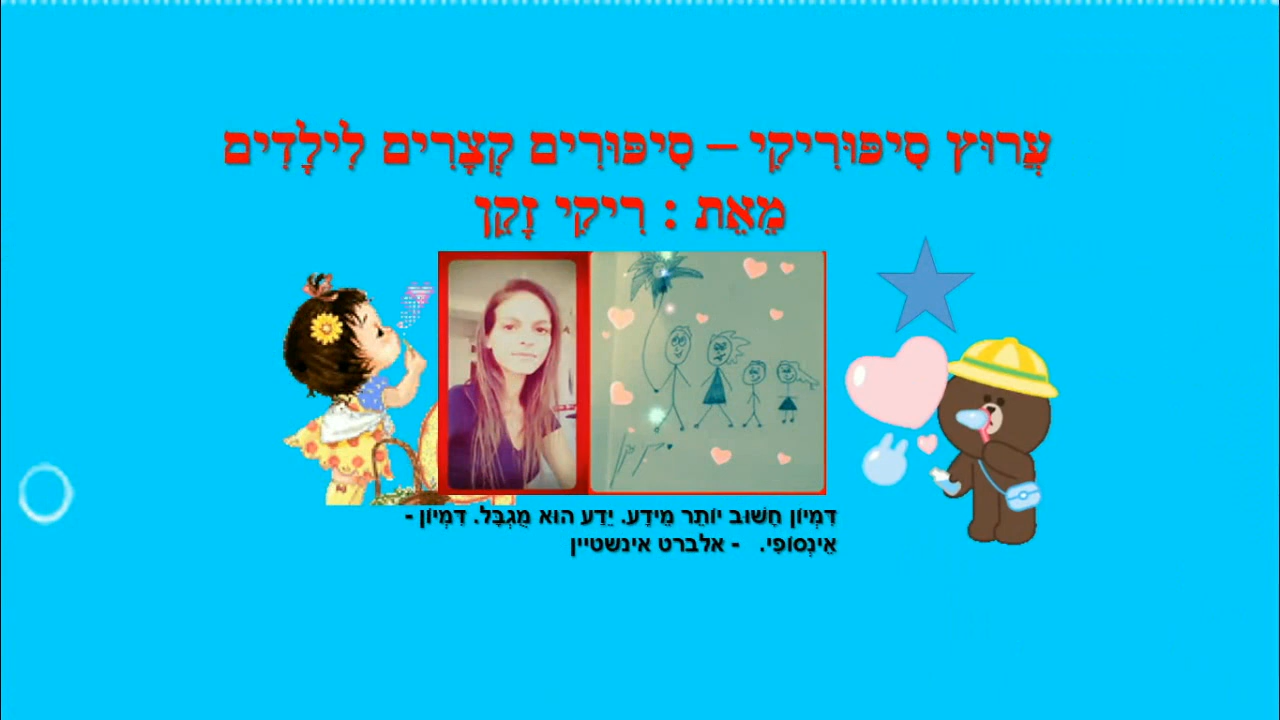 עֲרוּץ סִיפּוּרִיקִי – סִיפּוּרִים קְצָרִים לִילָדִים
מֵאֵת : רִיקִי זָקֵן
דִּמְיוֹן חָשׁוּב יוֹתֵר מִידַע. יֶדַע הוּא מֻגְבָּל. דִּמְיוֹן -
אֵינְסוֹפִי. - אלברט אינשטיין